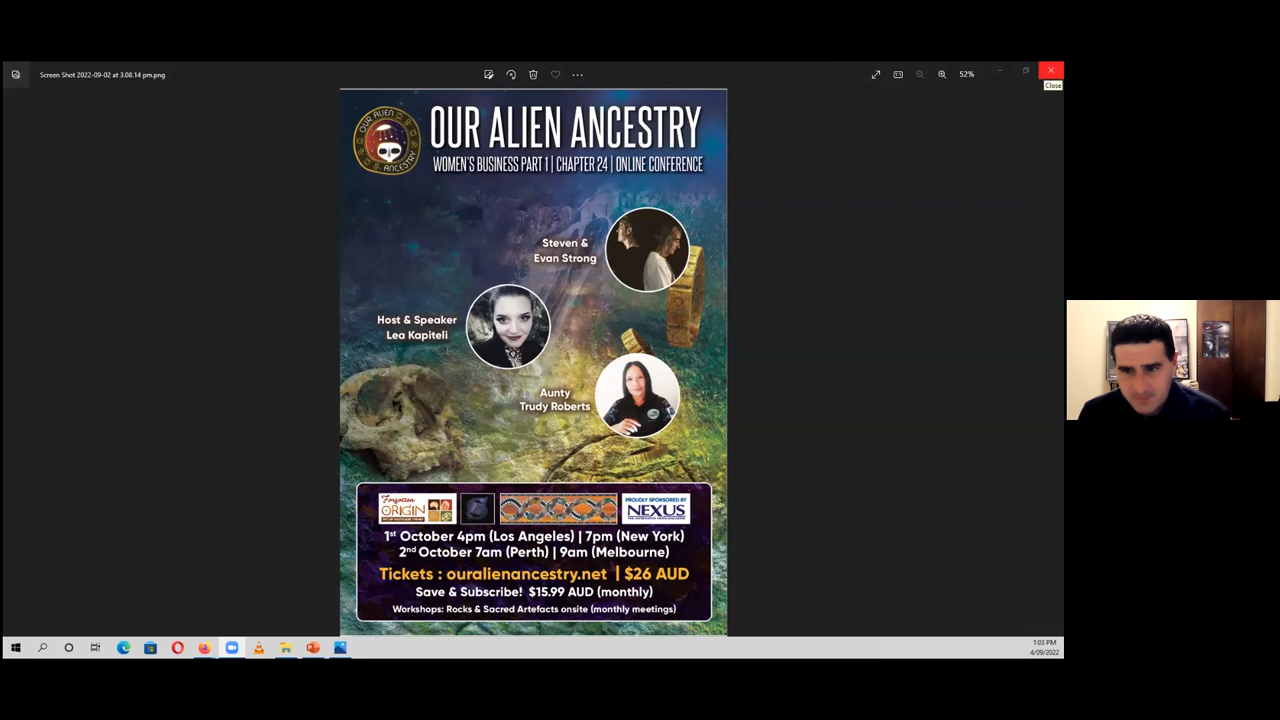 Screen Shot 2022-09-02 at 3.08.14 pm.png
52%
Close
OUR ALIEN
ANCESTRY
OUR ALIEN ANCESTRY
WOMEN'S BUSINESS PART 1 | CHAPTER 24 | ONLINE CONFERENCE
Steven &
Evan Strong
Host & Speaker
Lea Kapiteli
Aunty
Trudy Roberts
Forgotten
ORIGIN
PROUDLY SPONSORED BY
NEXUS
1st October 4pm (Los Angeles) | 7pm (New York)
2nd October 7am (Perth) | 9am (Melbourne)
Tickets : ouralienancestry.net | $26 AUD
Save & Subscribe! $15.99 AUD (monthly)
Workshops: Rocks & Sacred Artefacts onsite (monthly meetings)
1:03 PM
4/09/2022